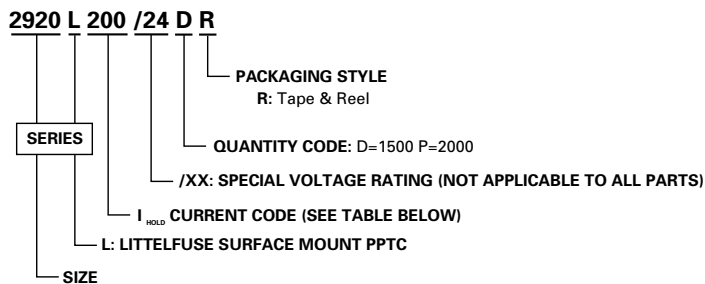 2920 L 200 /24 D R
PACKAGING STYLE
R: Tape & Reel
SERIES
QUANTITY CODE: D=1500 P=2000
/XX: SPECIAL VOLTAGE RATING (NOT APPLICABLE TO ALL PARTS)
I HOLD CURRENT CODE (SEE TABLE BELOW)
L: LITTELFUSE SURFACE MOUNT PPTC
SIZE